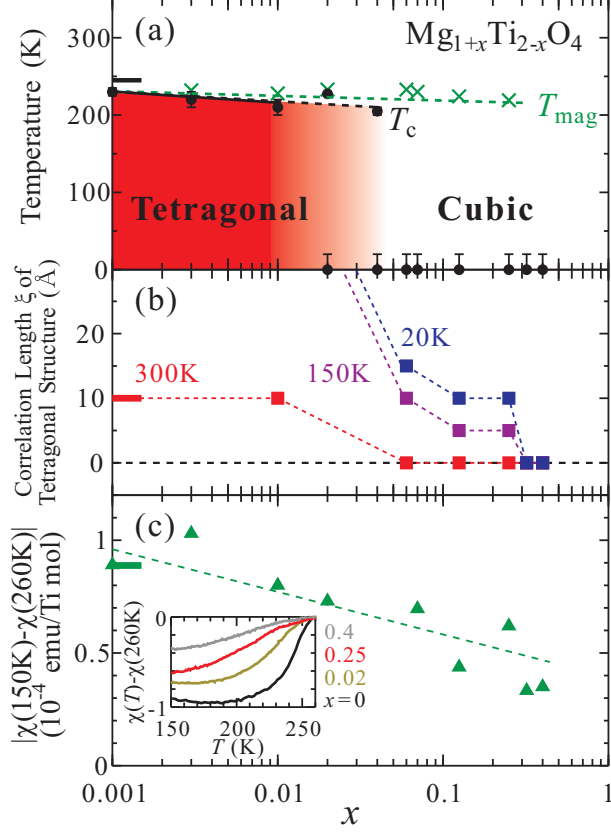 (a)
Mg1+xTi2-xO4
300
200
100
0
Temperature (K)
Tmag
Tc
Tetragonal
Cubic
(b)
20
10
0
Correlation Length ξ of
Tetragonal Structure (Å)
300K
150K
20K
(c)
1
0.5
0
|χ(150K)-χ(260K)|
(10-4 emu/Ti mol)
0
-1
χ(T)-χ(260K)
0.4
0.25
0.02
x=0
150 200 250
T (K)
0.001 0.01 0.1 1
x